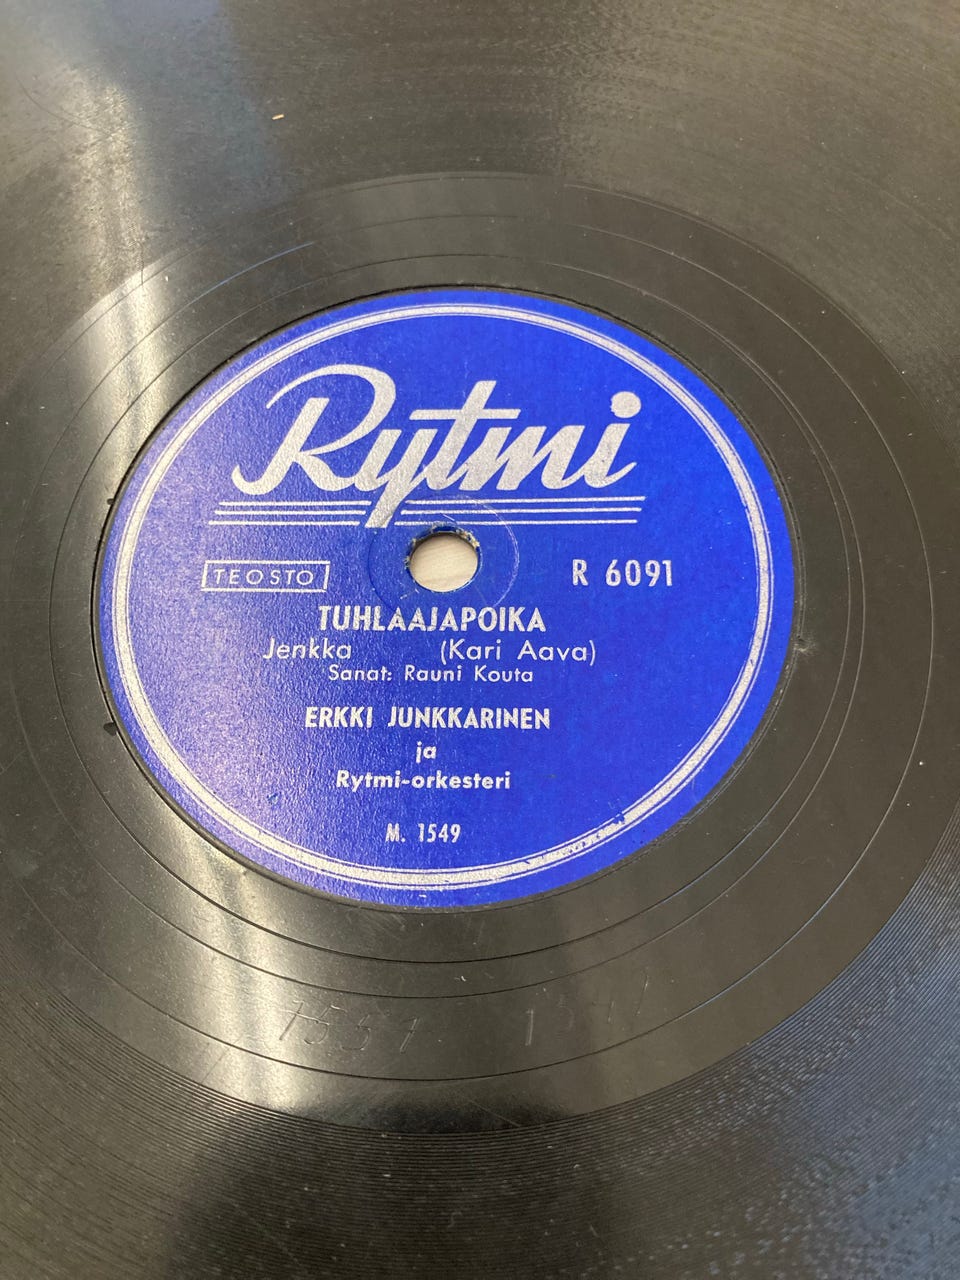 Rytmi
TEOSTO R 6091
TUHLAAJAPOIKA
Jenkka (Kari Aava)
Sanat: Rauni Kouta
ERKKI JUNKKARINEN
ja
Rytmi-orkesteri
M. 1549